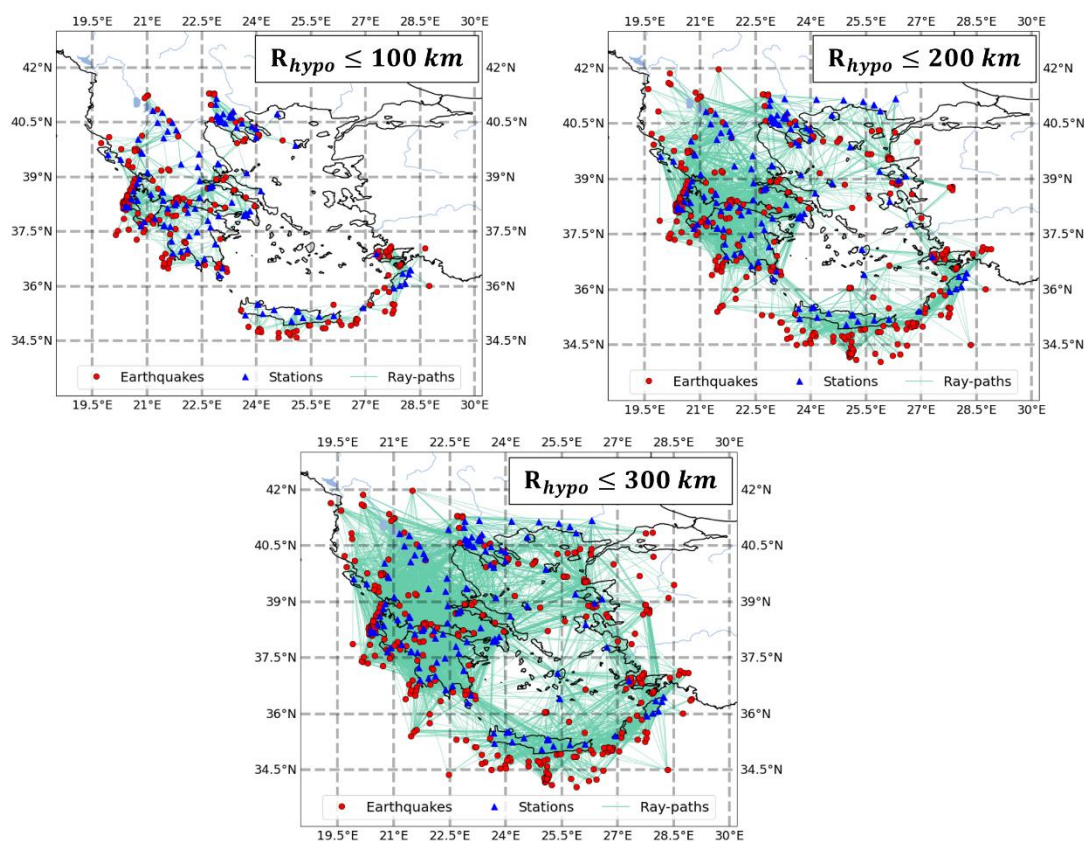 19.5°E 21°E 22.5°E 24°E 25.5°E 27°E 28.5°E 30°E
R_hypo ≤ 100 km
42°N 42°N
40.5°N 40.5°N
39°N 39°N
37.5°N 37.5°N
36°N 36°N
34.5°N 34.5°N
Earthquakes Stations Ray-paths
19.5°E 21°E 22.5°E 24°E 25.5°E 27°E 28.5°E 30°E
19.5°E 21°E 22.5°E 24°E 25.5°E 27°E 28.5°E 30°E
R_hypo ≤ 200 km
42°N 42°N
40.5°N 40.5°N
39°N 39°N
37.5°N 37.5°N
36°N 36°N
34.5°N 34.5°N
Earthquakes Stations Ray-paths
19.5°E 21°E 22.5°E 24°E 25.5°E 27°E 28.5°E 30°E
19.5°E 21°E 22.5°E 24°E 25.5°E 27°E 28.5°E 30°E
R_hypo ≤ 300 km
42°N 42°N
40.5°N 40.5°N
39°N 39°N
37.5°N 37.5°N
36°N 36°N
34.5°N 34.5°N
Earthquakes Stations Ray-paths
19.5°E 21°E 22.5°E 24°E 25.5°E 27°E 28.5°E 30°E